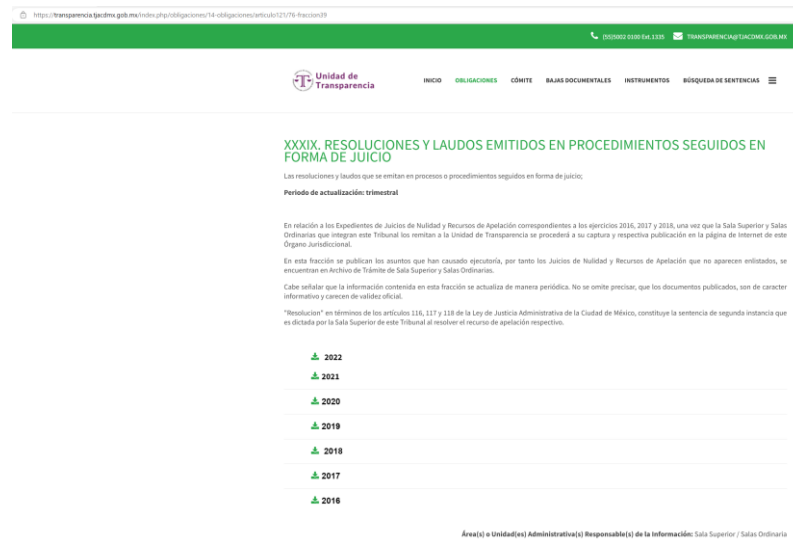 https://transparencia.tjacdmx.gob.mx/index.php/obligaciones/14-obligaciones/articulo121/76-fraccion39
(55)5002 0100 Ext.1335 TRANSPARENCIA@TJACDMX.GOB.MX
Unidad de
Transparencia
INICIO OBLIGACIONES CÓMITE BAJAS DOCUMENTALES INSTRUMENTOS BÚSQUEDA DE SENTENCIAS
XXXIX. RESOLUCIONES Y LAUDOS EMITIDOS EN PROCEDIMIENTOS SEGUIDOS EN
FORMA DE JUICIO
Las resoluciones y laudos que se emitan en procesos o procedimientos seguidos en forma de juicio;
Periodo de actualización: trimestral
En relación a los Expedientes de Juicios de Nulidad y Recursos de Apelación correspondientes a los ejercicios 2016, 2017 y 2018, una vez que la Sala Superior y Salas
Ordinarias que integran este Tribunal los remitan a la Unidad de Transparencia se procederá a su captura y respectiva publicación en la página de Internet de este
Órgano Jurisdiccional.
En esta fracción se publican los asuntos que han causado ejecutoría, por tanto los Juicios de Nulidad y Recursos de Apelación que no aparecen enlistados, se
encuentran en Archivo de Trámite de Sala Superior y Salas Ordinarias.
Cabe señalar que la información contenida en esta fracción se actualiza de manera periódica. No se omite precisar, que los documentos publicados, son de caracter
informativo y carecen de validez oficial.
"Resolucion" en términos de los artículos 116, 117 y 118 de la Ley de Justicia Administrativa de la Ciudad de México, constituye la sentencia de segunda instancia que
es dictada por la Sala Superior de este Tribunal al resolver el recurso de apelación respectivo.
2022
2021
2020
2019
2018
2017
2016
Área(s) o Unidad(es) Administrativa(s) Responsable(s) de la Información: Sala Superior / Salas Ordinaria